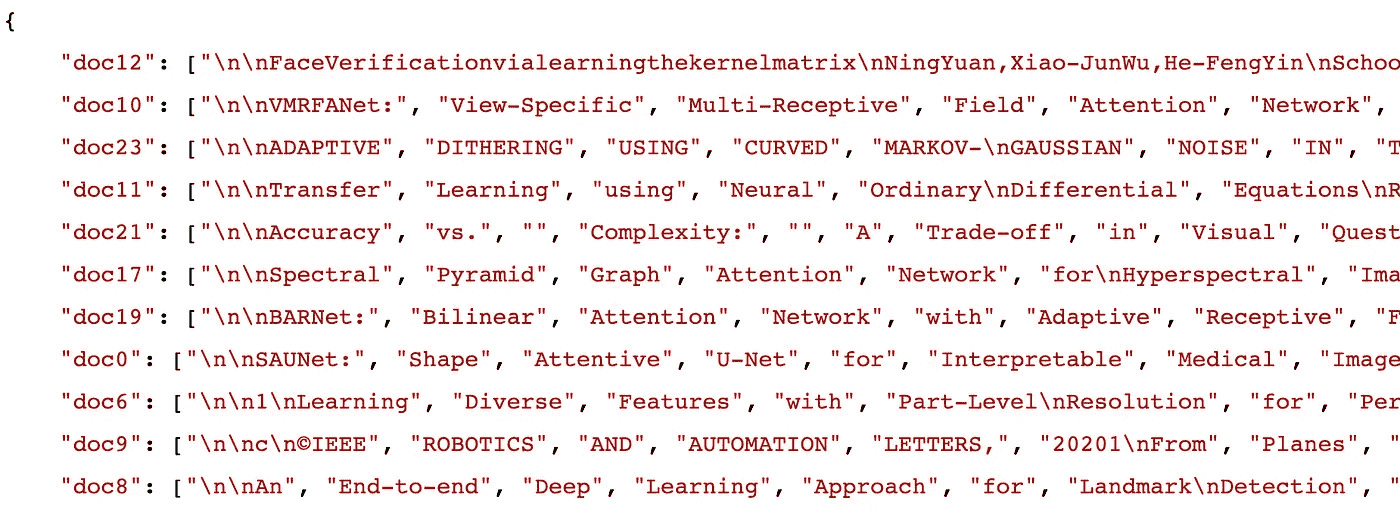 {
"doc12": ["\n\nFaceVerificationvialearningthekernelmatrix\nNingYuan,Xiao-JunWu,He-FengYin\nSchoo
"doc10": ["\n\nVMRFANet:", "View-Specific", "Multi-Receptive", "Field", "Attention", "Network",
"doc23": ["\n\nADAPTIVE", "DITHERING", "USING", "CURVED", "MARKOV-\nGAUSSIAN", "NOISE", "IN", "T
"doc11": ["\n\nTransfer", "Learning", "using", "Neural", "Ordinary\nDifferential", "Equations\nR
"doc21": ["\n\nAccuracy", "vs.", "", "Complexity:", "", "A", "Trade-off", "in", "Visual", "Quest
"doc17": ["\n\nSpectral", "Pyramid", "Graph", "Attention", "Network", "for\nHyperspectral", "Ima
"doc19": ["\n\nBARNet:", "Bilinear", "Attention", "Network", "with", "Adaptive", "Receptive", "F
"doc0": ["\n\nSAUNet:", "Shape", "Attentive", "U-Net", "for", "Interpretable", "Medical", "Image
"doc6": ["\n\n1\nLearning", "Diverse", "Features", "with", "Part-Level\nResolution", "for", "Per
"doc9": ["\n\nc\n©IEEE", "ROBOTICS", "AND", "AUTOMATION", "LETTERS,", "20201\nFrom", "Planes", "
"doc8": ["\n\nAn", "End-to-end", "Deep", "Learning", "Approach", "for", "Landmark\nDetection", "